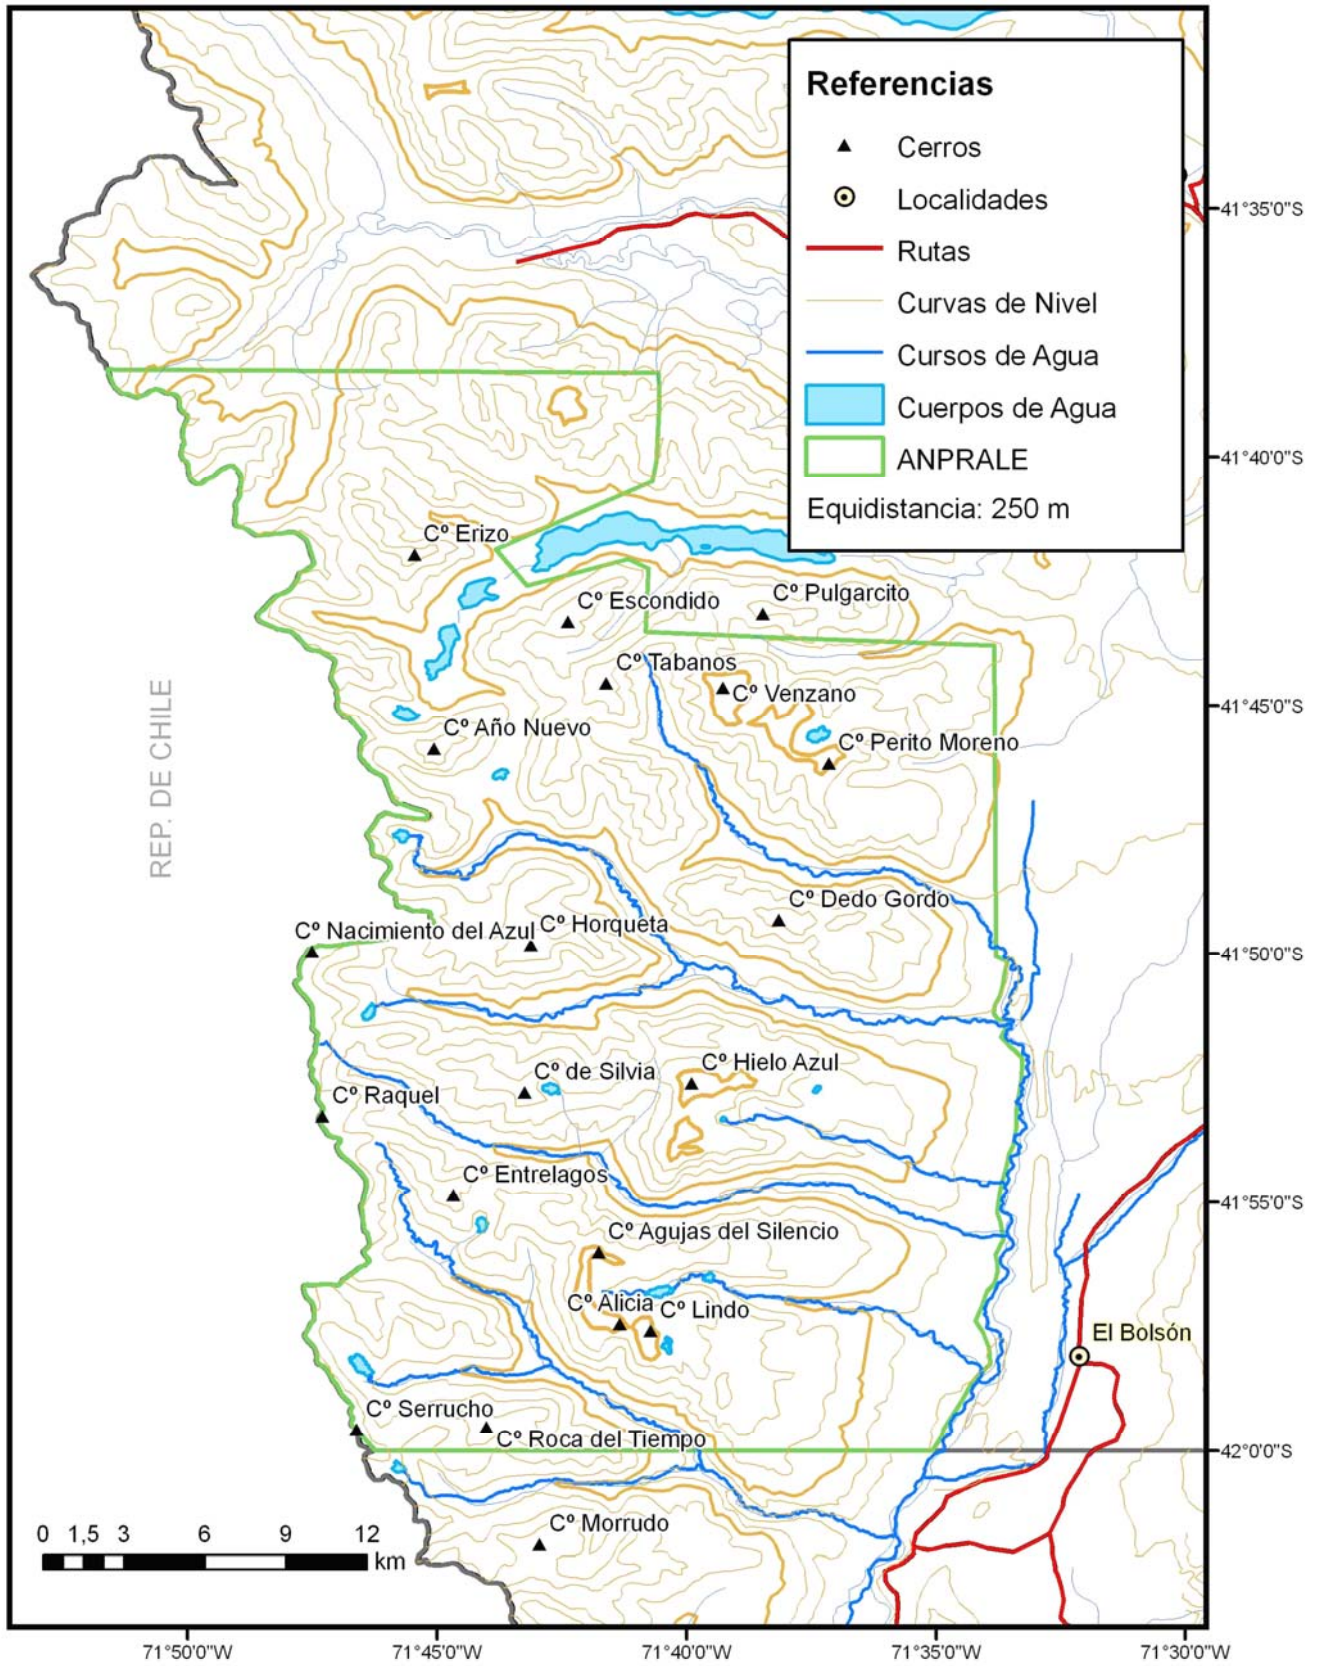 Referencias
Cerros
Localidades
Rutas
Curvas de Nivel
Cursos de Agua
Cuerpos de Agua
ANPRALE
Equidistancia: 250 m
41°35'0"S
41°40'0"S
41°45'0"S
41°50'0"S
41°55'0"S
42°0'0"S
Cº Erizo
Cº Pulgarcito
Cº Escondido
Cº Tabanos
Cº Venzano
Cº Año Nuevo
Cº Perito Moreno
REP. DE CHILE
Cº Dedo Gordo
Cº Nacimiento del Azul
Cº Horqueta
Cº Hielo Azul
Cº de Silvia
Cº Raquel
Cº Entrelagos
Cº Agujas del Silencio
Cº Alicia
Cº Lindo
El Bolsón
Cº Serrucho
Cº Roca del Tiempo
Cº Morrudo
0 1,5 3 6 9 12
km
71°50'0"W
71°45'0"W
71°40'0"W
71°35'0"W
71°30'0"W